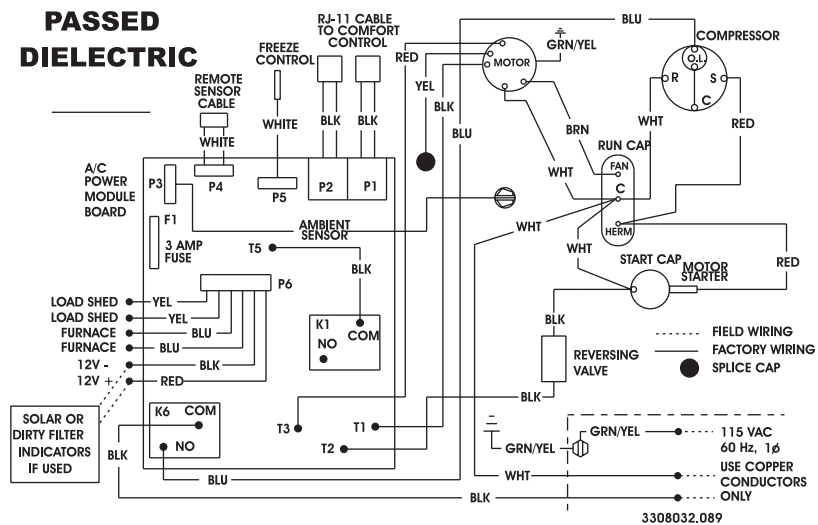 PASSED
DIELECTRIC
REMOTE
SENSOR
CABLE
FREEZE
CONTROL
RJ-11 CABLE
TO COMFORT
CONTROL
WHITE
WHITE
BLK
BLK
RED
YEL
BLK
BLU
BLU
MOTOR
GRN/YEL
COMPRESSOR
O.L.
R
S
C
WHT
RED
BRN
WHT
RUN CAP
FAN
C
HERM
A/C
POWER
MODULE
BOARD
P3
P4
P5
P2
P1
F1
3 AMP
FUSE
AMBIENT
SENSOR
T5
BLK
P6
WHT
WHT
START CAP
MOTOR
STARTER
RED
LOAD SHED
YEL
LOAD SHED
YEL
FURNACE
BLU
FURNACE
BLU
12V -
BLK
12V +
RED
K1
COM
NO
BLK
REVERSING
VALVE
FIELD WIRING
FACTORY WIRING
SPLICE CAP
SOLAR OR
DIRTY FILTER
INDICATORS
IF USED
K6
COM
NO
BLK
T3
T1
T2
BLK
GRN/YEL
GRN/YEL
115 VAC
60 Hz, 1ø
WHT
USE COPPER
CONDUCTORS
ONLY
BLU
BLK
3308032.089